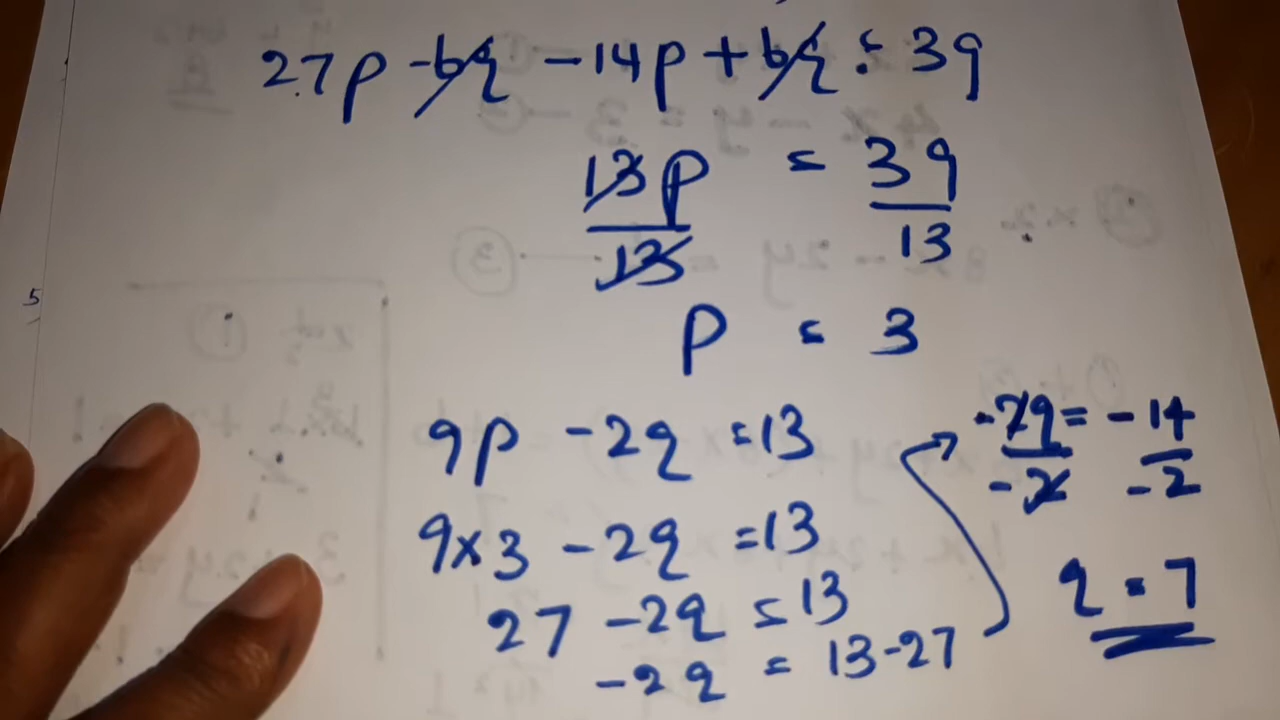 27p -6q -14p + 6q = 39
13p = 39
13 13
p = 3
9p - 2q = 13
9×3 - 2q = 13
27 - 2q = 13
-2q = 13-27
-2q = -14
-2 -2
q = 7
5